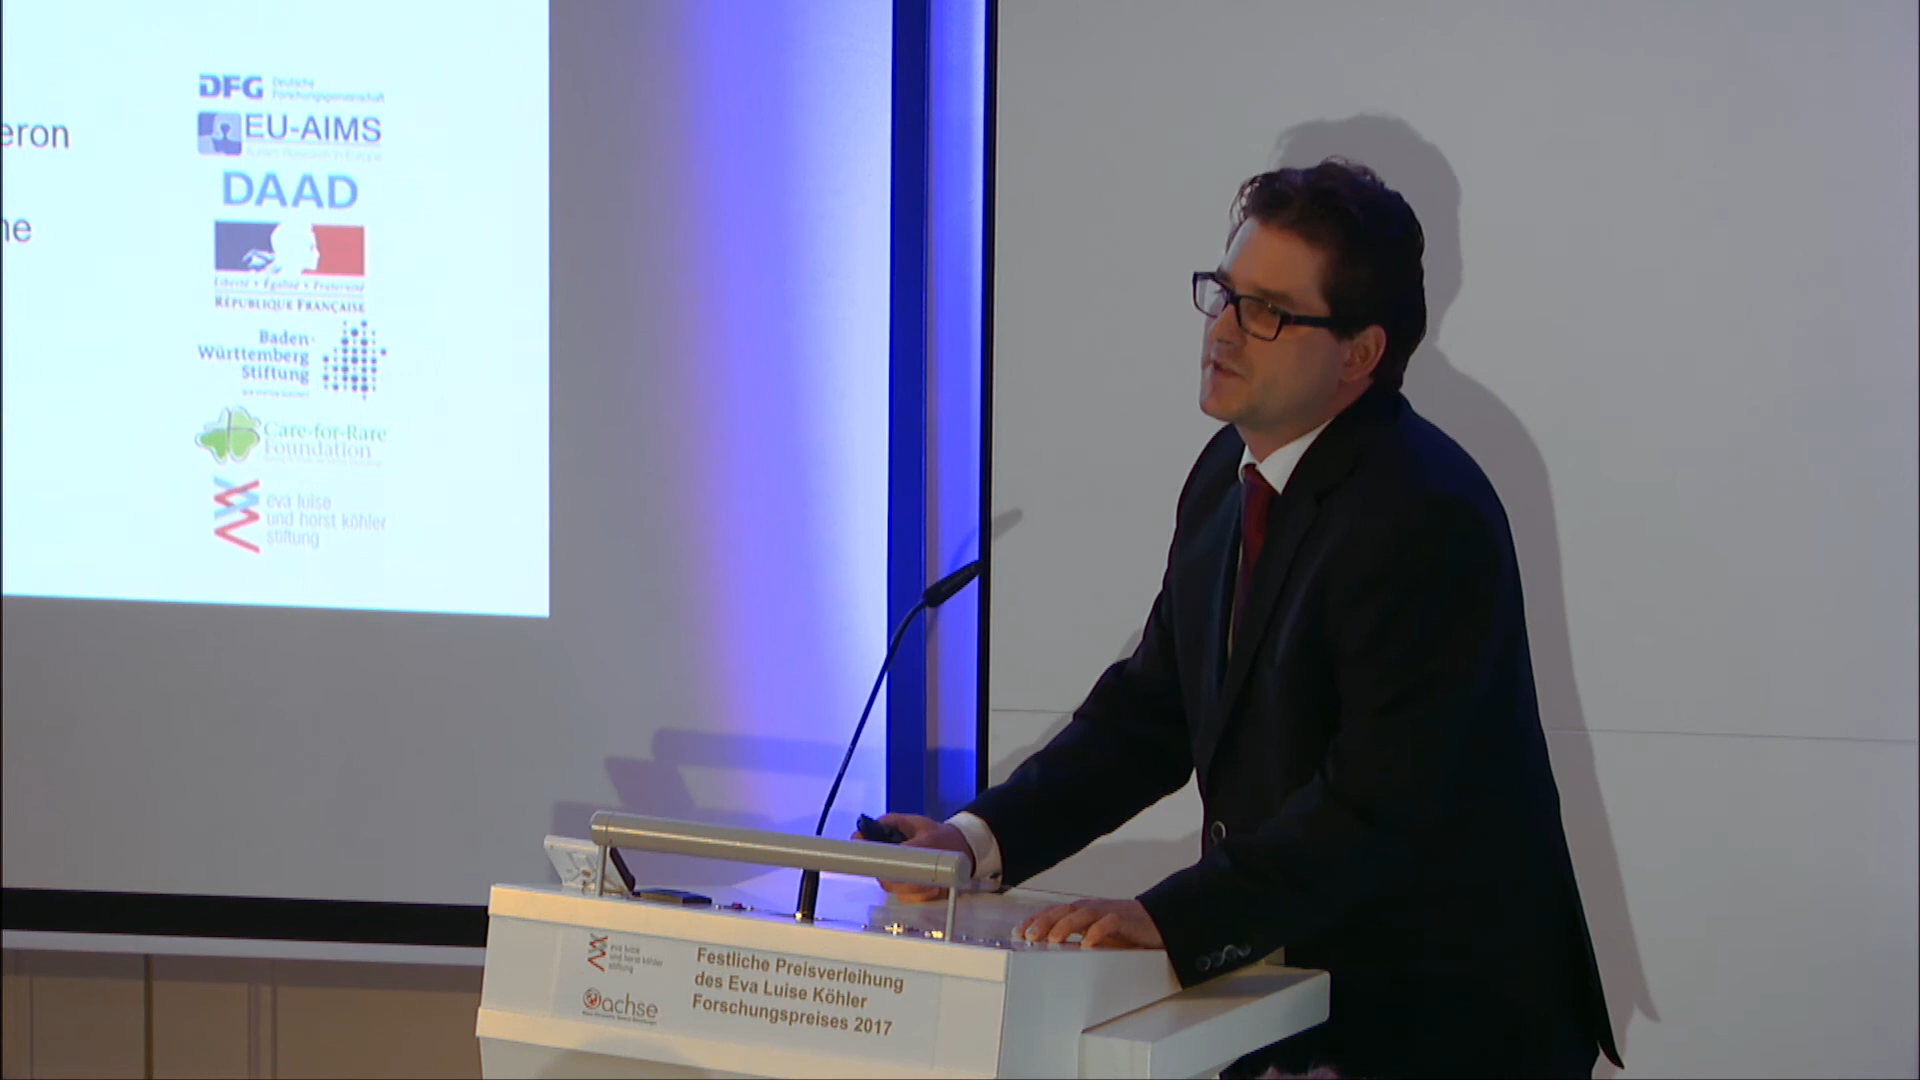 eron
ne
DFG Deutsche
Forschungsgemeinschaft
EU-AIMS
DAAD
Liberté • Égalité • Fraternité
RÉPUBLIQUE FRANÇAISE
Baden-
Württemberg
Stiftung
Care-for-Rare
Foundation
eva luise
und horst köhler
stiftung
eva luise
und horst köhler
stiftung
achse
Festliche Preisverleihung
des Eva Luise Köhler
Forschungspreises 2017